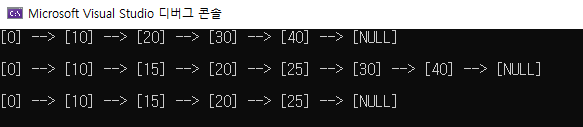 Microsoft Visual Studio 디버그 콘솔
[0] --> [10] --> [20] --> [30] --> [40] --> [NULL]
[0] --> [10] --> [15] --> [20] --> [25] --> [30] --> [40] --> [NULL]
[0] --> [10] --> [15] --> [20] --> [25] --> [NULL]